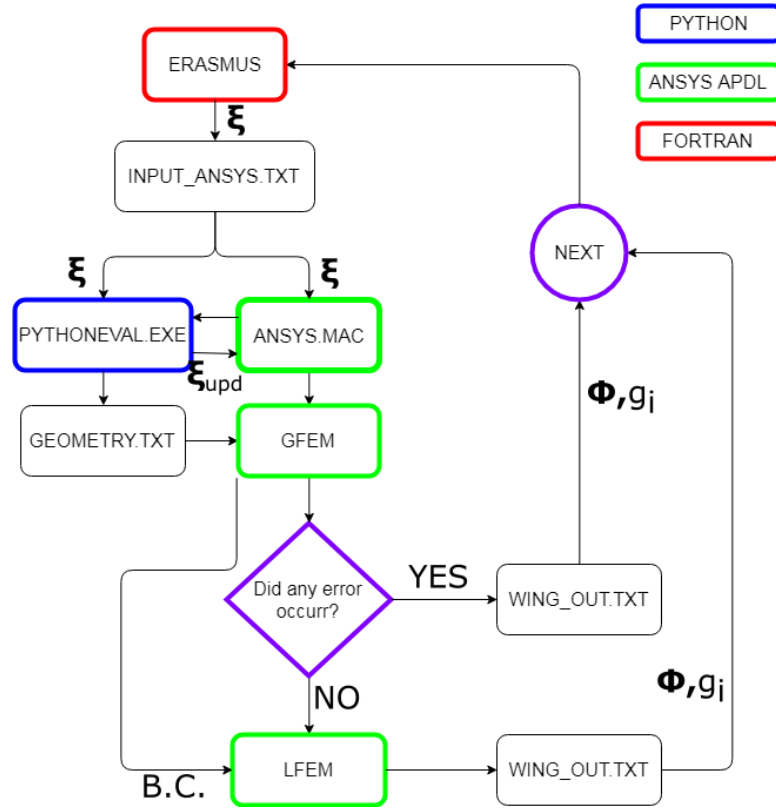 PYTHON
ERASMUS
ANSYS APDL
ξ
FORTRAN
INPUT_ANSYS.TXT
NEXT
ξ
ξ
PYTHONEVAL.EXE
ANSYS.MAC
ξupd
Φ,gi
GEOMETRY.TXT
GFEM
YES
Did any error
occurr?
WING_OUT.TXT
NO
Φ,gi
LFEM
WING_OUT.TXT
B.C.